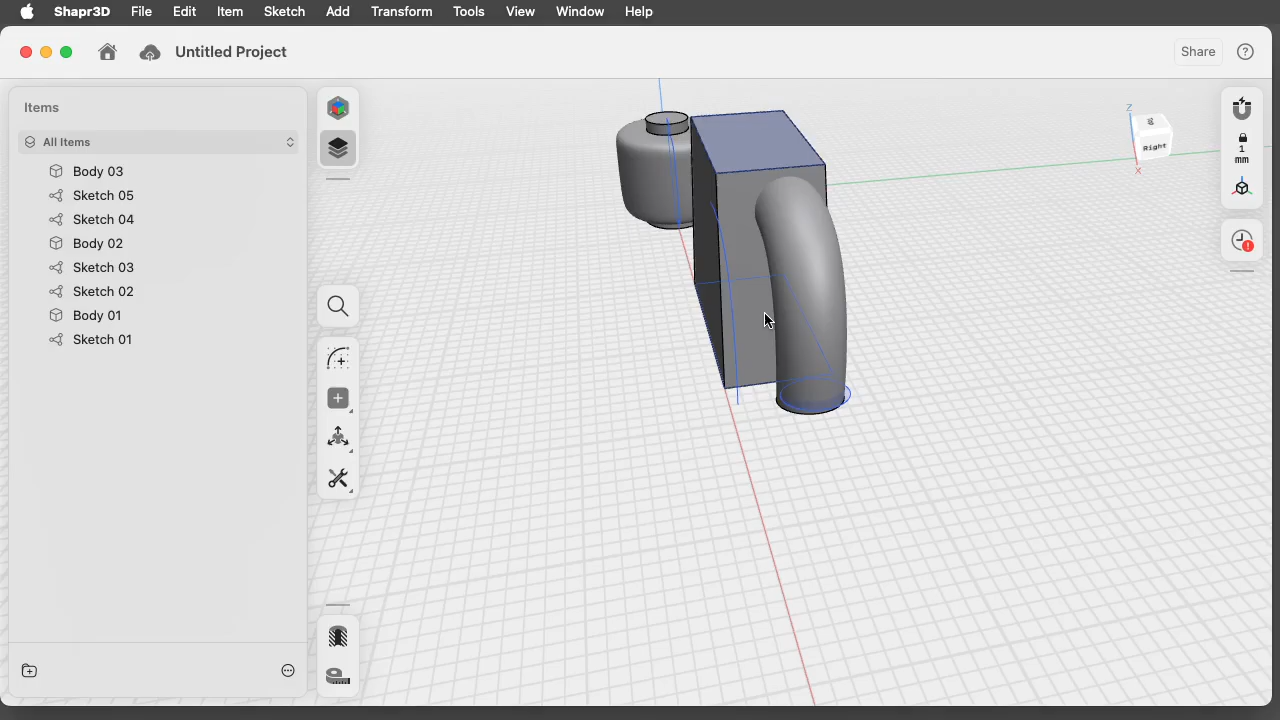 Shapr3D File Edit Item Sketch Add Transform Tools View Window Help
Untitled Project
Share
Items
All Items
Body 03
Sketch 05
Sketch 04
Body 02
Sketch 03
Sketch 02
Body 01
Sketch 01
Z
Right
X
1
mm